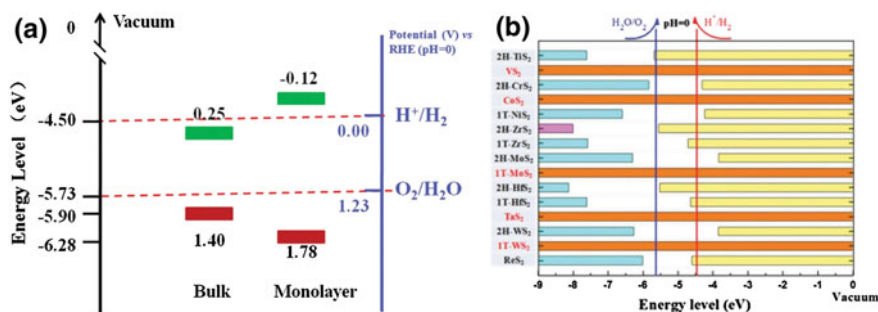 (a)
0
Vacuum
Potential (V) vs
RHE (pH=0)
-0.12
0.25
-4.50
H⁺/H₂
0.00
O₂/H₂O
-5.73
1.23
-5.90
1.40
-6.28
1.78
Energy Level (eV)
Bulk
Monolayer
(b)
H₂O/O₂
pH=0
H⁺/H₂
2H-TiS₂
VS₂
2H-CrS₂
CoS₂
1T-NiS₂
2H-ZrS₂
1T-ZrS₂
2H-MoS₂
1T-MoS₂
2H-HfS₂
1T-HfS₂
TaS₂
2H-WS₂
1T-WS₂
ReS₂
-9 -8 -7 -6 -5 -4 -3 -2 -1 0
Energy level (eV)
Vacuum